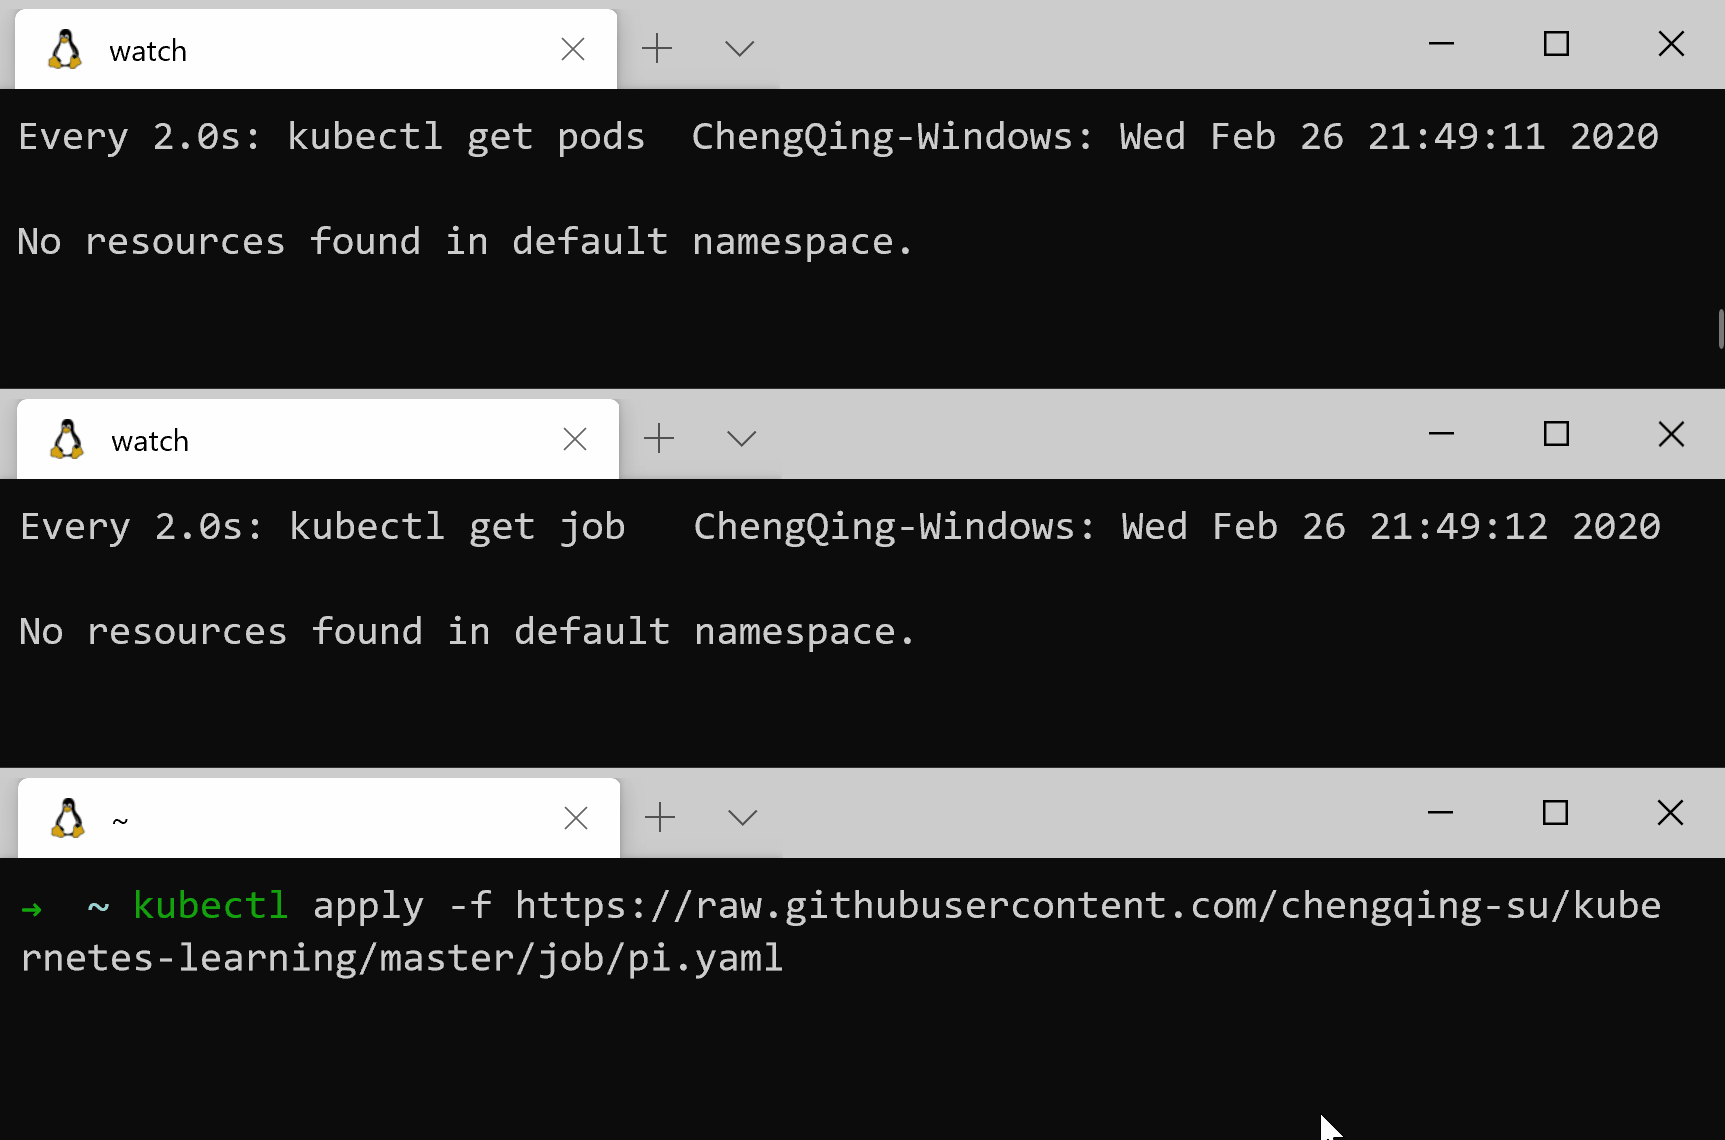 watch
Every 2.0s: kubectl get pods  ChengQing-Windows: Wed Feb 26 21:49:11 2020
No resources found in default namespace.
watch
Every 2.0s: kubectl get job   ChengQing-Windows: Wed Feb 26 21:49:12 2020
No resources found in default namespace.
~
➜  ~ kubectl apply -f https://raw.githubusercontent.com/chengqing-su/kube
rnetes-learning/master/job/pi.yaml